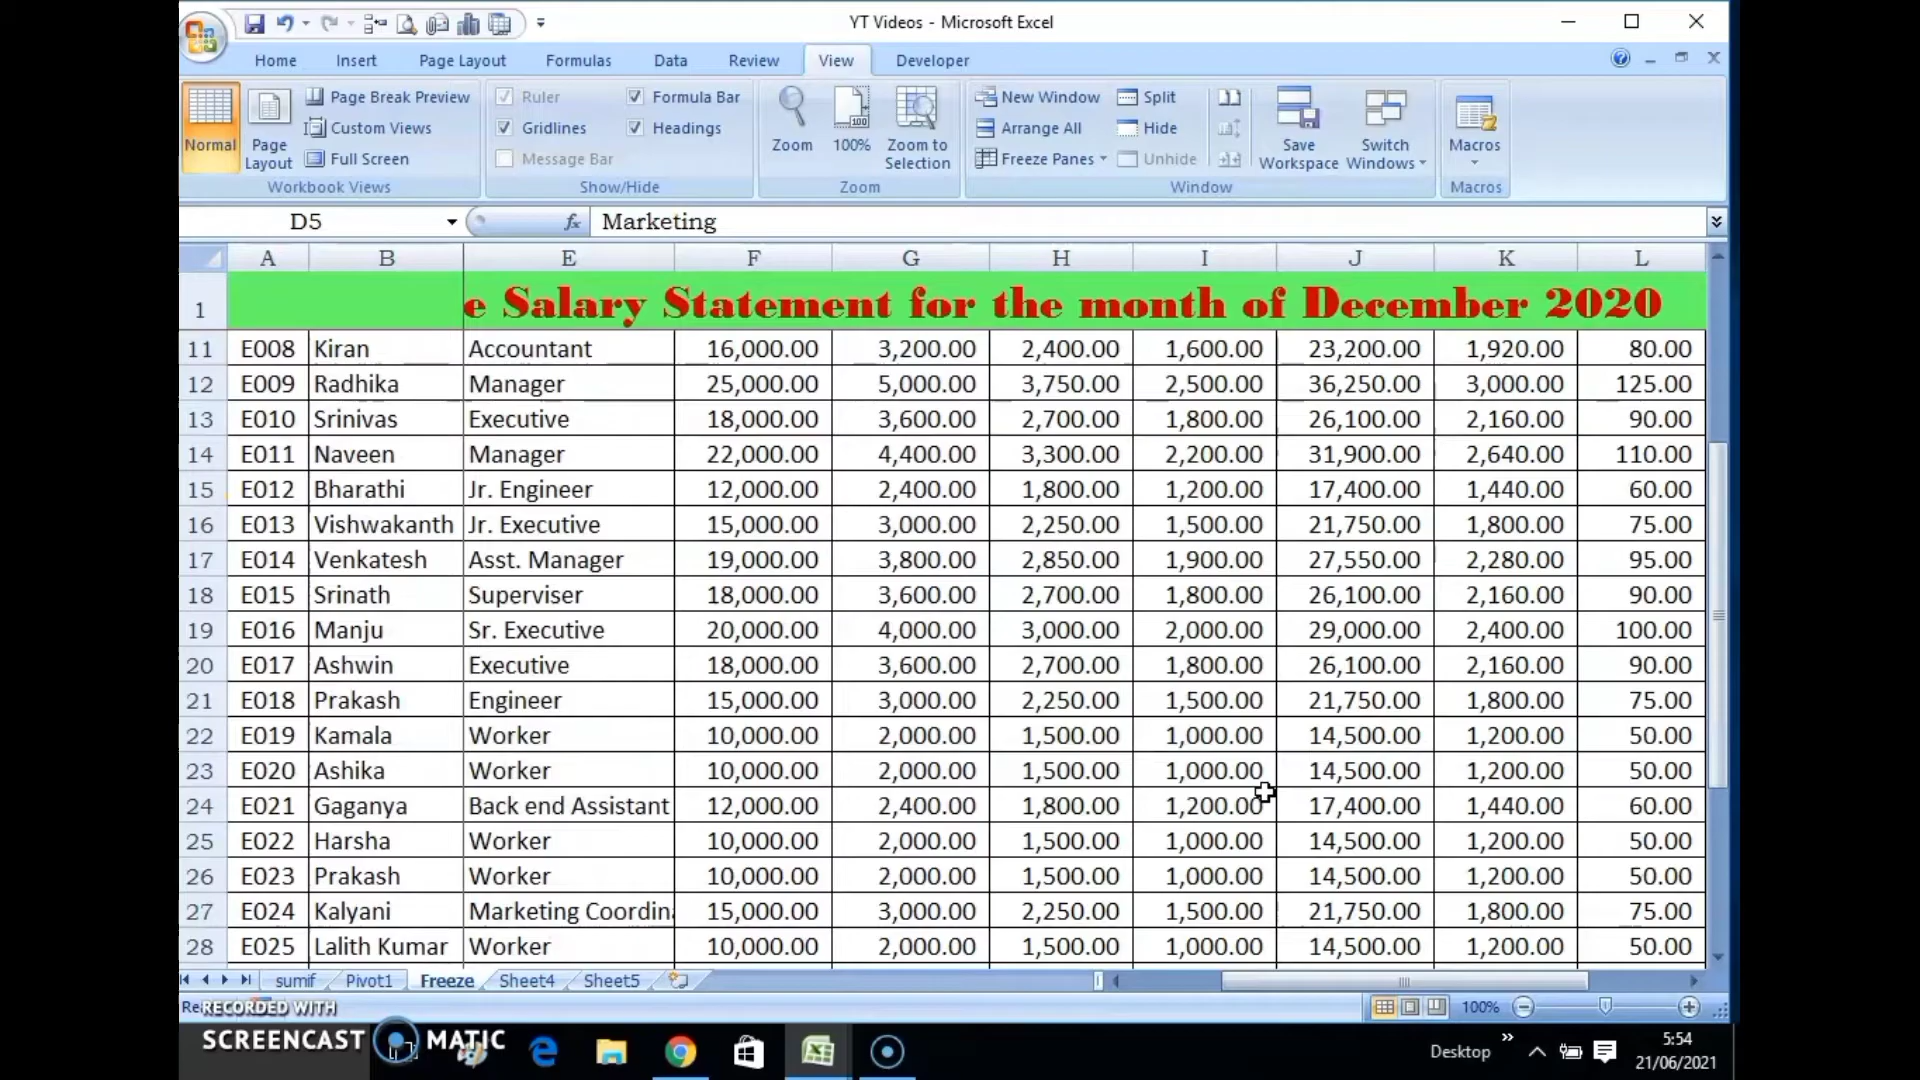 YT Videos - Microsoft Excel
Home Insert Page Layout Formulas Data Review View Developer
Normal
Page Layout
Page Break Preview
Custom Views
Full Screen
Workbook Views
Ruler
Gridlines
Message Bar
Formula Bar
Headings
Show/Hide
Zoom
100
100%
Zoom to Selection
Zoom
New Window
Arrange All
Freeze Panes
Split
Hide
Unhide
Save Workspace
Switch Windows
Window
Macros
Macros
D5 fx Marketing
A B E F G H I J K L
1 e Salary Statement for the month of December 2020
11 E008 Kiran Accountant 16,000.00 3,200.00 2,400.00 1,600.00 23,200.00 1,920.00 80.00
12 E009 Radhika Manager 25,000.00 5,000.00 3,750.00 2,500.00 36,250.00 3,000.00 125.00
13 E010 Srinivas Executive 18,000.00 3,600.00 2,700.00 1,800.00 26,100.00 2,160.00 90.00
14 E011 Naveen Manager 22,000.00 4,400.00 3,300.00 2,200.00 31,900.00 2,640.00 110.00
15 E012 Bharathi Jr. Engineer 12,000.00 2,400.00 1,800.00 1,200.00 17,400.00 1,440.00 60.00
16 E013 Vishwakanth Jr. Executive 15,000.00 3,000.00 2,250.00 1,500.00 21,750.00 1,800.00 75.00
17 E014 Venkatesh Asst. Manager 19,000.00 3,800.00 2,850.00 1,900.00 27,550.00 2,280.00 95.00
18 E015 Srinath Superviser 18,000.00 3,600.00 2,700.00 1,800.00 26,100.00 2,160.00 90.00
19 E016 Manju Sr. Executive 20,000.00 4,000.00 3,000.00 2,000.00 29,000.00 2,400.00 100.00
20 E017 Ashwin Executive 18,000.00 3,600.00 2,700.00 1,800.00 26,100.00 2,160.00 90.00
21 E018 Prakash Engineer 15,000.00 3,000.00 2,250.00 1,500.00 21,750.00 1,800.00 75.00
22 E019 Kamala Worker 10,000.00 2,000.00 1,500.00 1,000.00 14,500.00 1,200.00 50.00
23 E020 Ashika Worker 10,000.00 2,000.00 1,500.00 1,000.00 14,500.00 1,200.00 50.00
24 E021 Gaganya Back end Assistant 12,000.00 2,400.00 1,800.00 1,200.00 17,400.00 1,440.00 60.00
25 E022 Harsha Worker 10,000.00 2,000.00 1,500.00 1,000.00 14,500.00 1,200.00 50.00
26 E023 Prakash Worker 10,000.00 2,000.00 1,500.00 1,000.00 14,500.00 1,200.00 50.00
27 E024 Kalyani Marketing Coordina 15,000.00 3,000.00 2,250.00 1,500.00 21,750.00 1,800.00 75.00
28 E025 Lalith Kumar Worker 10,000.00 2,000.00 1,500.00 1,000.00 14,500.00 1,200.00 50.00
sumif Pivot1 Freeze Sheet4 Sheet5
Re
RECORDED WITH
100%
SCREENCAST MATIC
Desktop
5:54
21/06/2021